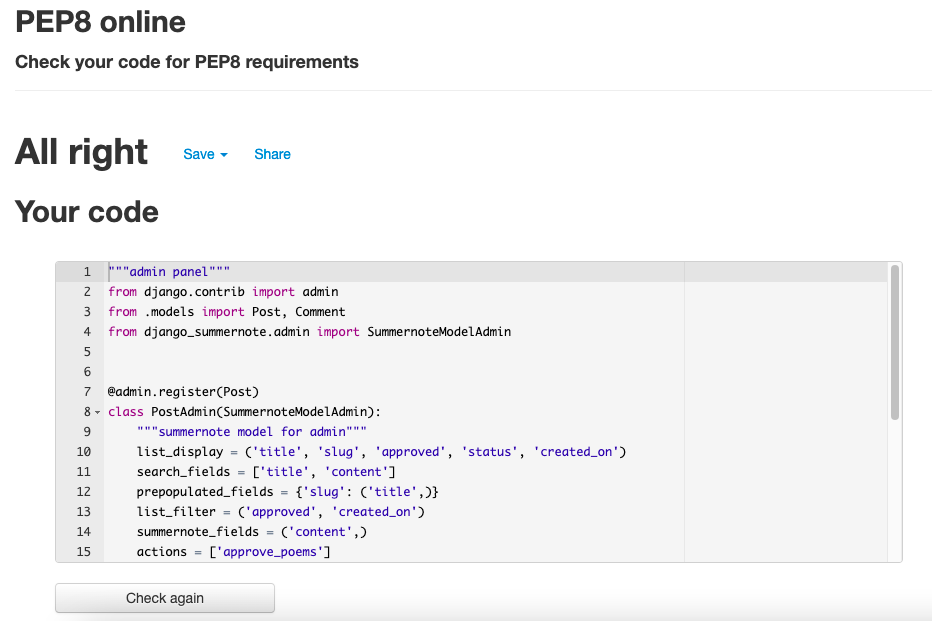 PEP8 online
Check your code for PEP8 requirements
All right Save Share
Your code
1 """admin panel"""
2 from django.contrib import admin
3 from .models import Post, Comment
4 from django_summernote.admin import SummernoteModelAdmin
5
6
7 @admin.register(Post)
8 class PostAdmin(SummernoteModelAdmin):
9     """summernote model for admin"""
10     list_display = ('title', 'slug', 'approved', 'status', 'created_on')
11     search_fields = ['title', 'content']
12     prepopulated_fields = {'slug': ('title',)}
13     list_filter = ('approved', 'created_on')
14     summernote_fields = ('content',)
15     actions = ['approve_poems']
Check again